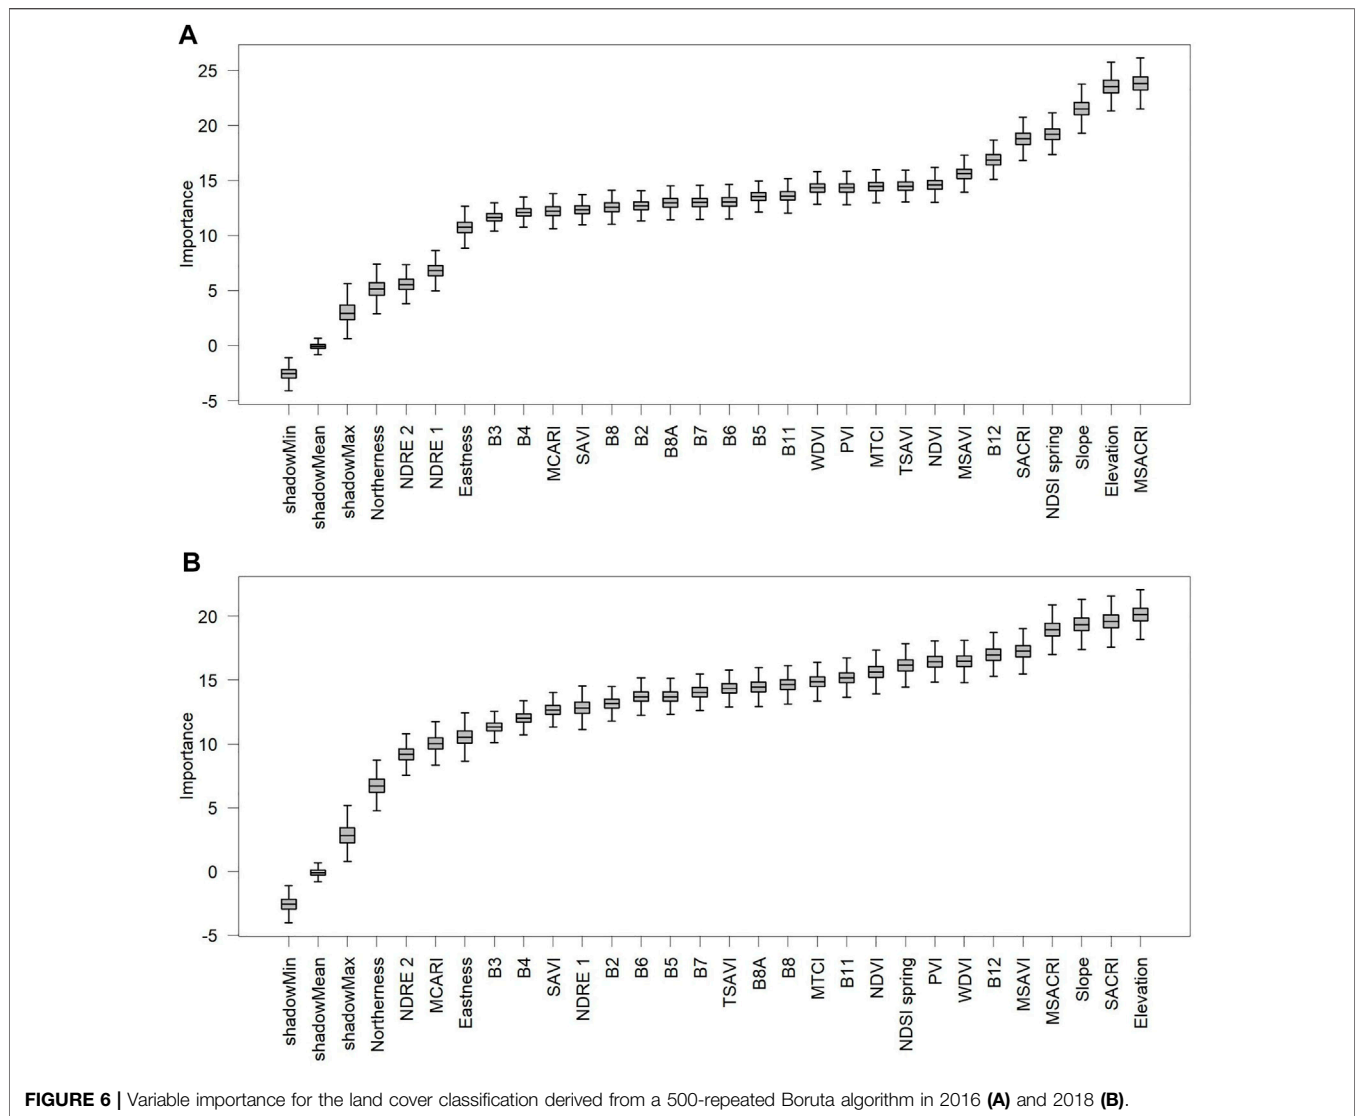 A
Importance
25
20
15
10
5
0
-5
shadowMin
shadowMean
shadowMax
Northerness
NDRE 2
NDRE 1
Eastness
B3
B4
MCARI
SAVI
B8
B2
B8A
B7
B6
B5
B11
WDVI
PVI
MTCI
TSAVI
NDVI
MSAVI
B12
SACRI
NDSI spring
Slope
Elevation
MSACRI
B
Importance
20
15
10
5
0
-5
shadowMin
shadowMean
shadowMax
Northerness
NDRE 2
MCARI
Eastness
B3
B4
SAVI
NDRE 1
B2
B6
B5
B7
TSAVI
B8A
B8
MTCI
B11
NDVI
NDSI spring
PVI
WDVI
B12
MSAVI
MSACRI
Slope
SACRI
Elevation
FIGURE 6 | Variable importance for the land cover classification derived from a 500-repeated Boruta algorithm in 2016 (A) and 2018 (B).